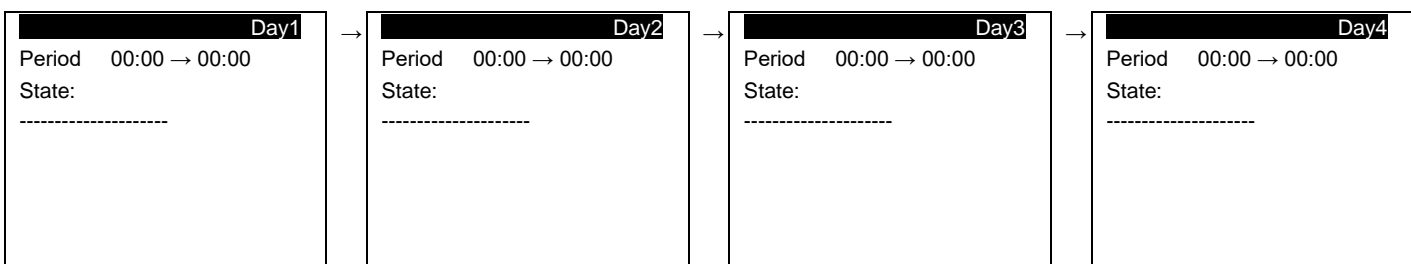 Day1
Period 00:00 → 00:00
State:
---------------------
→
Day2
Period 00:00 → 00:00
State:
---------------------
→
Day3
Period 00:00 → 00:00
State:
---------------------
→
Day4
Period 00:00 → 00:00
State:
---------------------